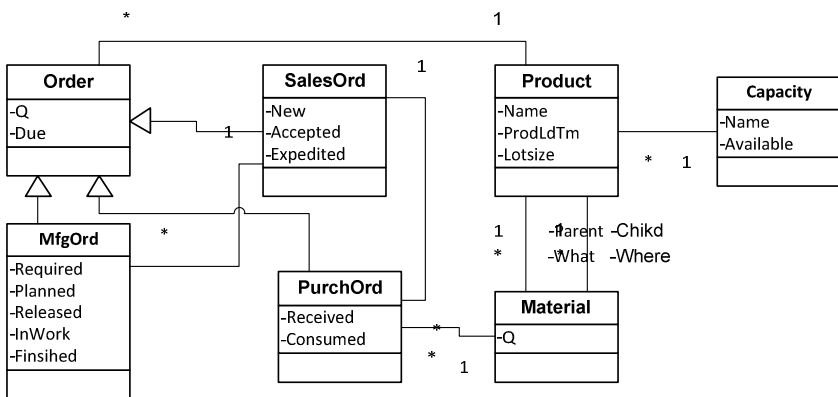 * 1
Order
-Q
-Due
SalesOrd
-New
-Accepted
-Expedited
1
1
Product
-Name
-ProdLdTm
-Lotsize
Capacity
-Name
-Available
* 1
MfgOrd
-Required
-Planned
-Released
-InWork
-Finsihed
*
PurchOrd
-Received
-Consumed
1 1 -Parent -Chikd
* * -What -Where
Material
-Q
*
* 1